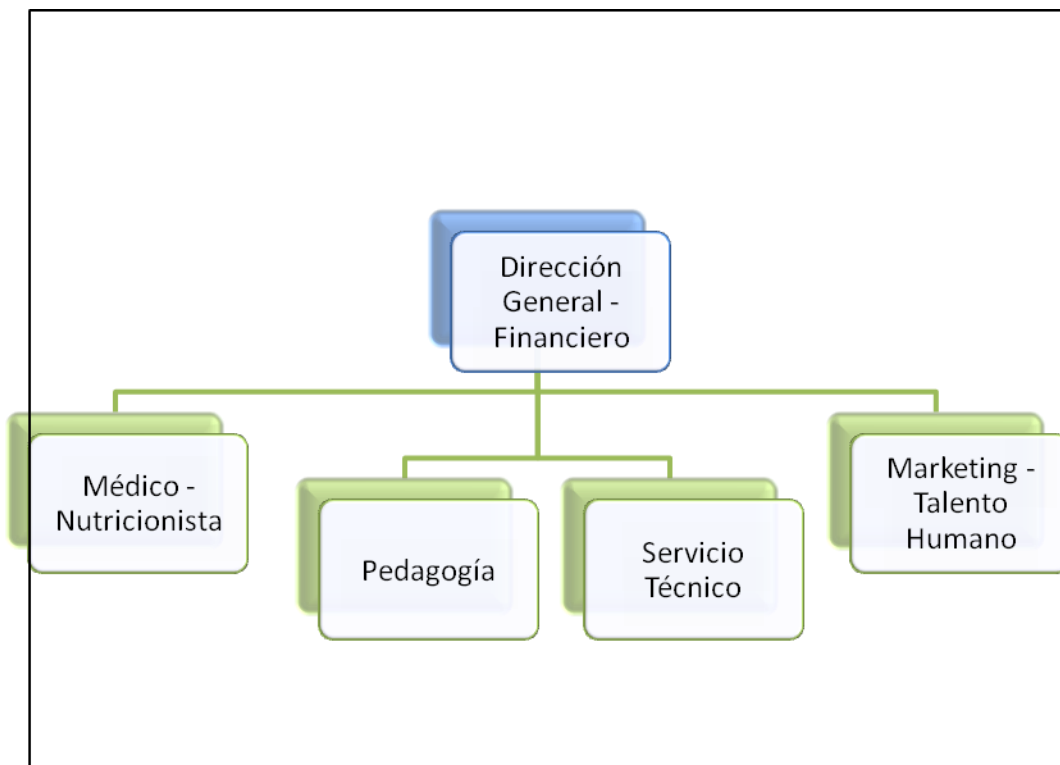 Dirección
General -
Financiero
Médico -
Nutricionista
Pedagogía
Servicio
Técnico
Marketing -
Talento
Humano